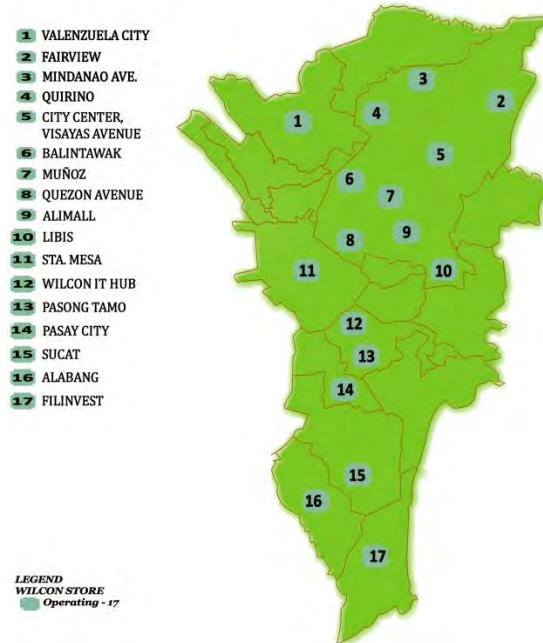 1 VALENZUELA CITY
2 FAIRVIEW
3 MINDANAO AVE.
4 QUIRINO
5 CITY CENTER,
VISAYAS AVENUE
6 BALINTAWAK
7 MUÑOZ
8 QUEZON AVENUE
9 ALIMALL
10 LIBIS
11 STA. MESA
12 WILCON IT HUB
13 PASONG TAMO
14 PASAY CITY
15 SUCAT
16 ALABANG
17 FILINVEST
3
2
4
1
5
6
7
9
8
10
11
12
13
14
15
16
17
LEGEND
WILCON STORE
Operating - 17